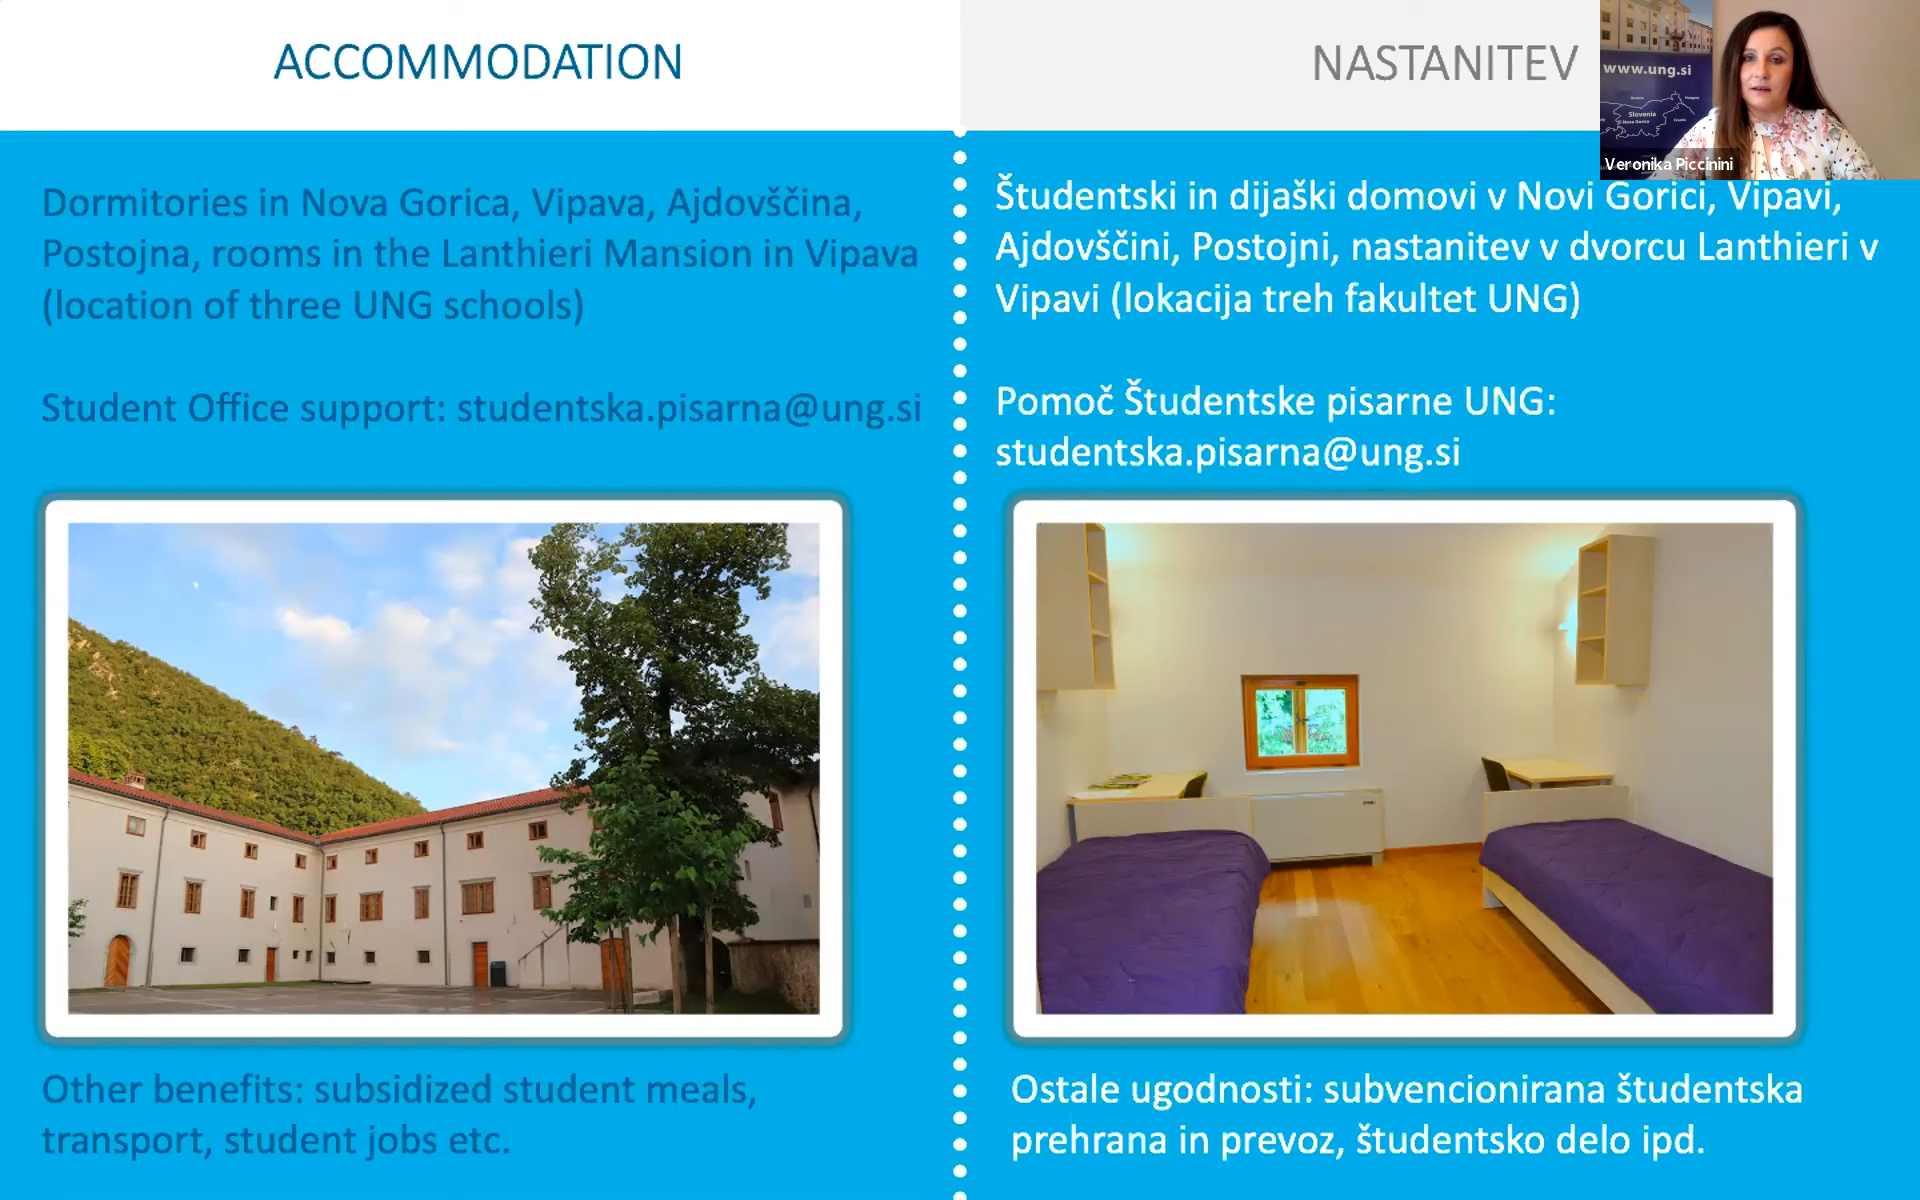 ACCOMMODATION
Dormitories in Nova Gorica, Vipava, Ajdovščina,
Postojna, rooms in the Lanthieri Mansion in Vipava
(location of three UNG schools)
Student Office support: studentska.pisarna@ung.si
Other benefits: subsidized student meals,
transport, student jobs etc.
NASTANITEV
Študentski in dijaški domovi v Novi Gorici, Vipavi,
Ajdovščini, Postojni, nastanitev v dvorcu Lanthieri v
Vipavi (lokacija treh fakultet UNG)
Pomoč Študentske pisarne UNG:
studentska.pisarna@ung.si
Ostale ugodnosti: subvencionirana študentska
prehrana in prevoz, študentsko delo ipd.
www.ung.si
Slovenia
Veronika Piccinini